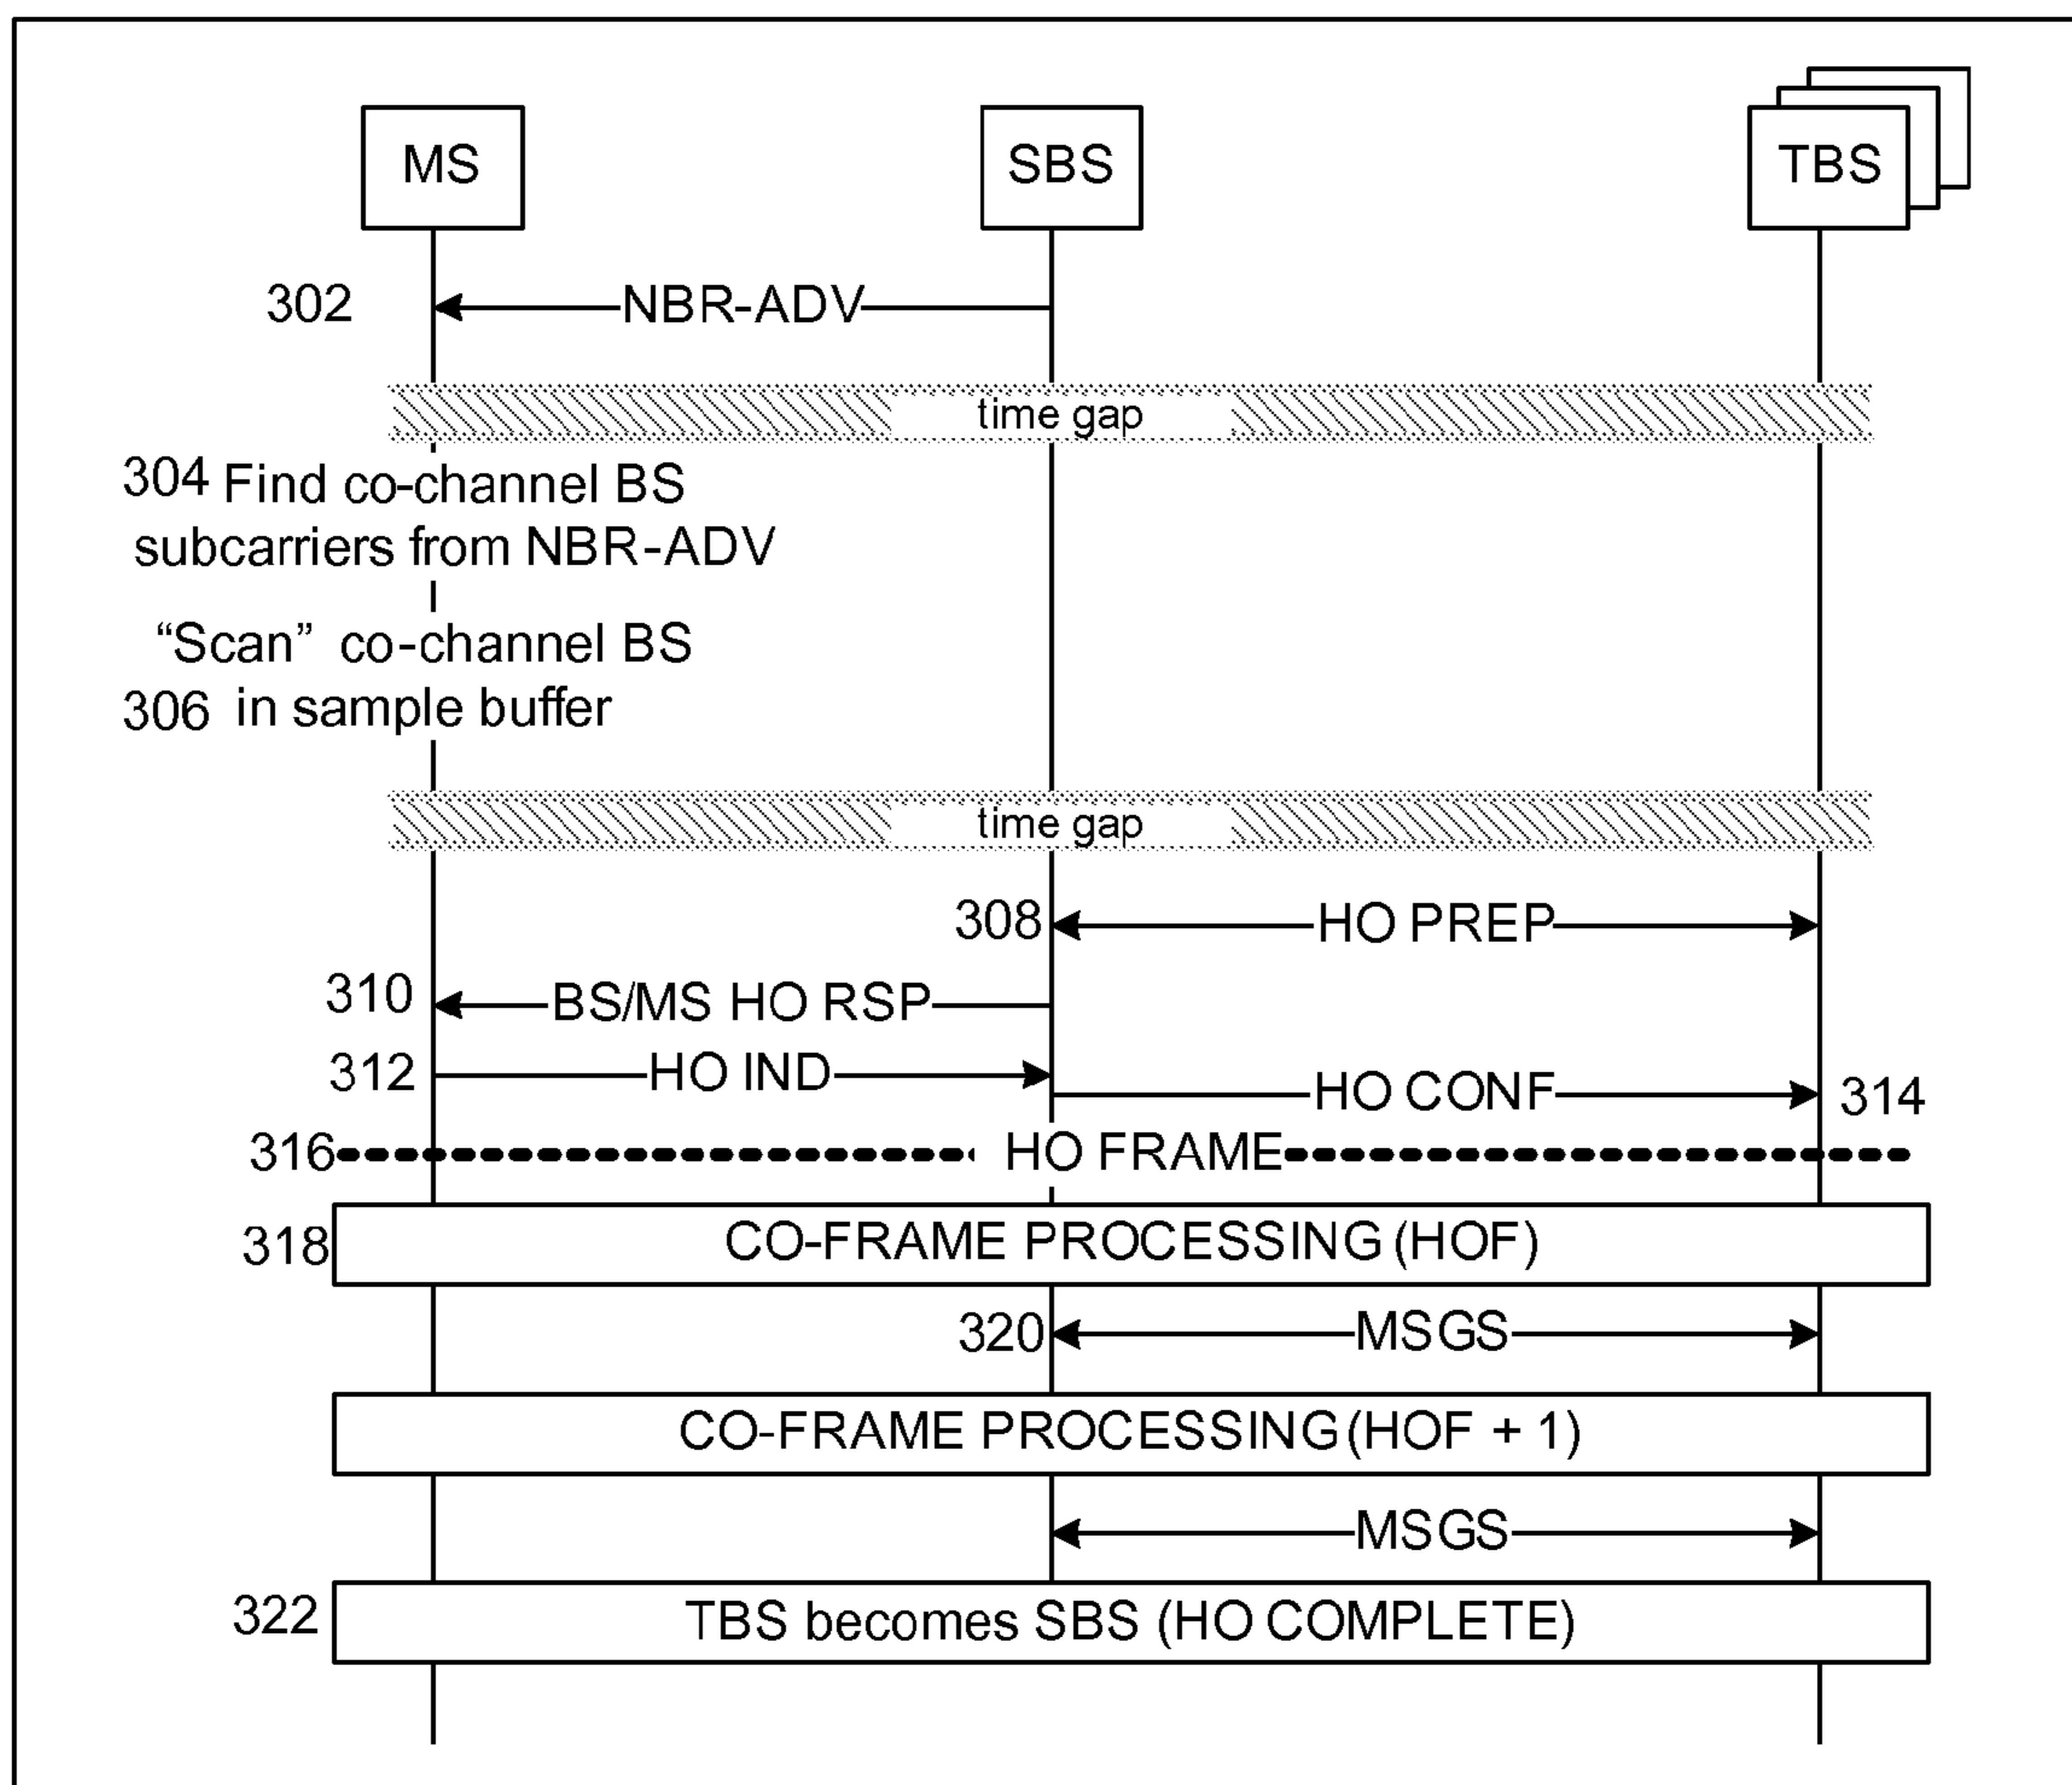 MS
SBS
TBS
302
NBR-ADV
time gap
304 Find co-channel BS
subcarriers from NBR-ADV
“Scan” co-channel BS
306 in sample buffer
time gap
308
HO PREP
310
BS/MS HO RSP
312
HO IND
HO CONF
314
316
HO FRAME
318
CO-FRAME PROCESSING (HOF)
320
MSGS
CO-FRAME PROCESSING (HOF + 1)
MSGS
322
TBS becomes SBS (HO COMPLETE)